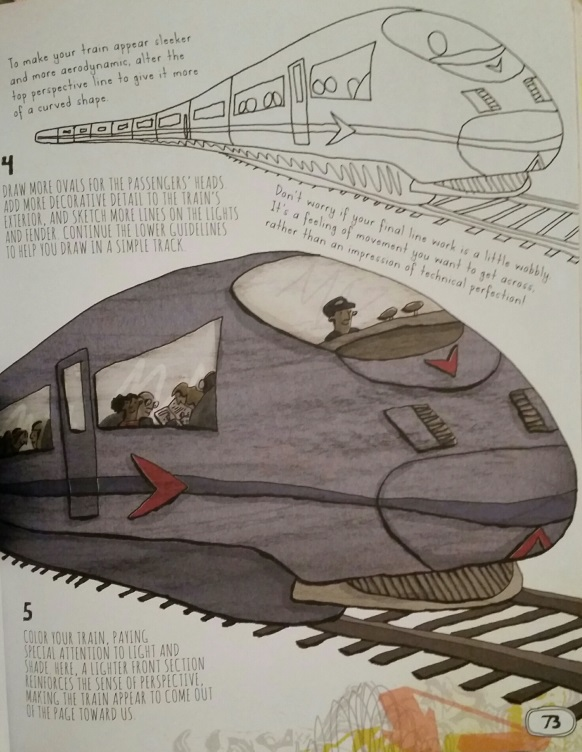 To make your train appear sleeker
and more aerodynamic, alter the
top perspective line to give it more
of a curved shape.
4
DRAW MORE OVALS FOR THE PASSENGERS' HEADS.
ADD MORE DECORATIVE DETAIL TO THE TRAIN'S
EXTERIOR, AND SKETCH MORE LINES ON THE LIGHTS
AND FENDER. CONTINUE THE LOWER GUIDELINES
TO HELP YOU DRAW IN A SIMPLE TRACK.
Don't worry if your final line work is a little wobbly.
It's a feeling of movement you want to get across,
rather than an impression of technical perfection!
5
COLOR YOUR TRAIN, PAYING
SPECIAL ATTENTION TO LIGHT AND
SHADE. HERE, A LIGHTER FRONT SECTION
REINFORCES THE SENSE OF PERSPECTIVE,
MAKING THE TRAIN APPEAR TO COME OUT
OF THE PAGE TOWARD US.
73